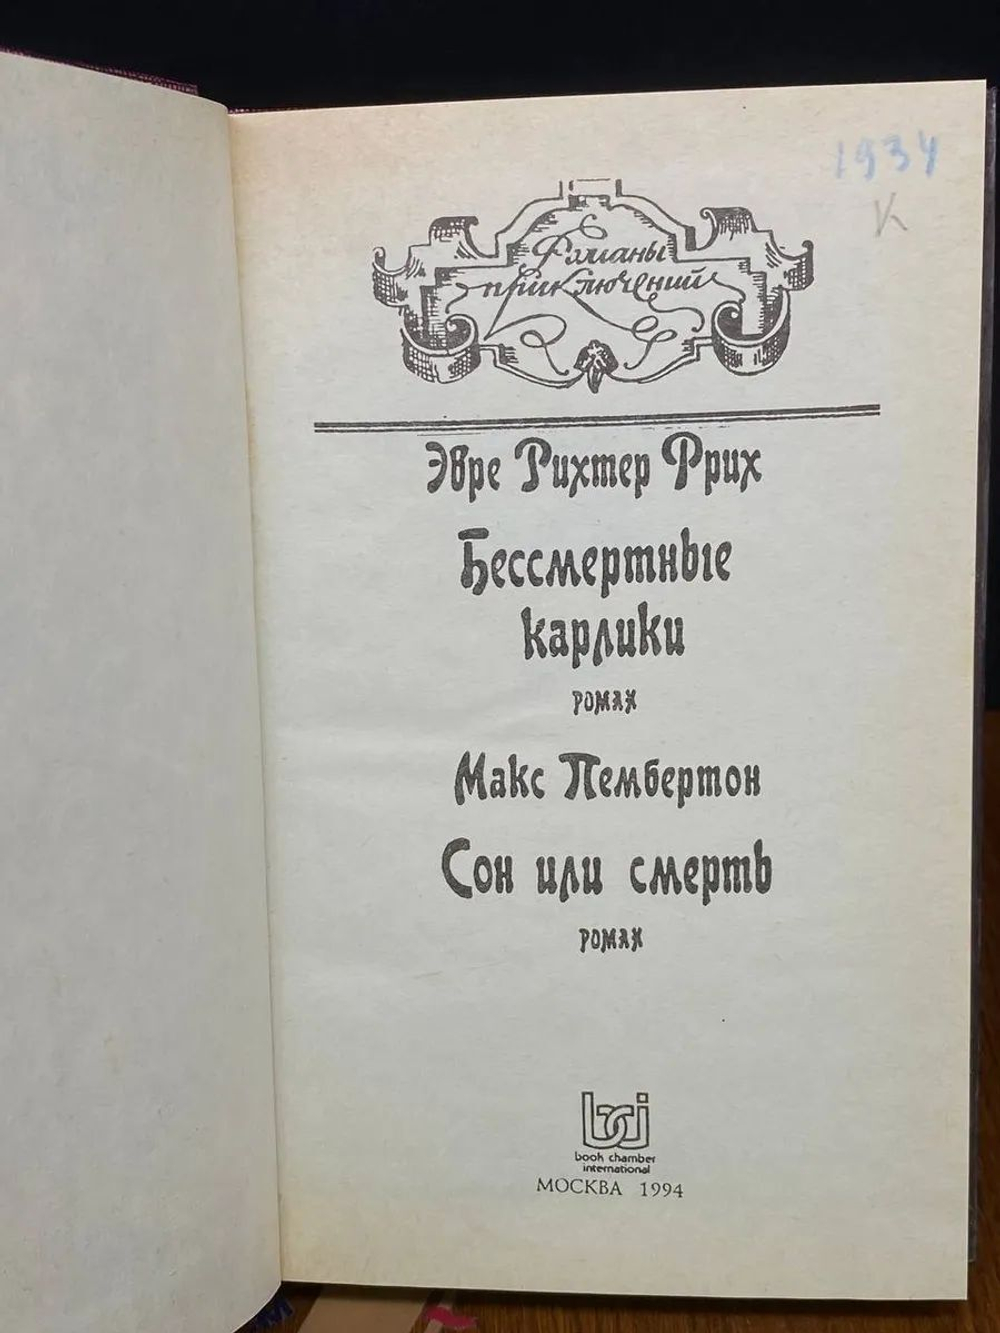 1934
К
Романы
приключений
Эвре Рихтер Фрих
Бессмертные
карлики
роман
Макс Пембертон
Сон или смерть
роман
bci
book chamber
international
МОСКВА 1994